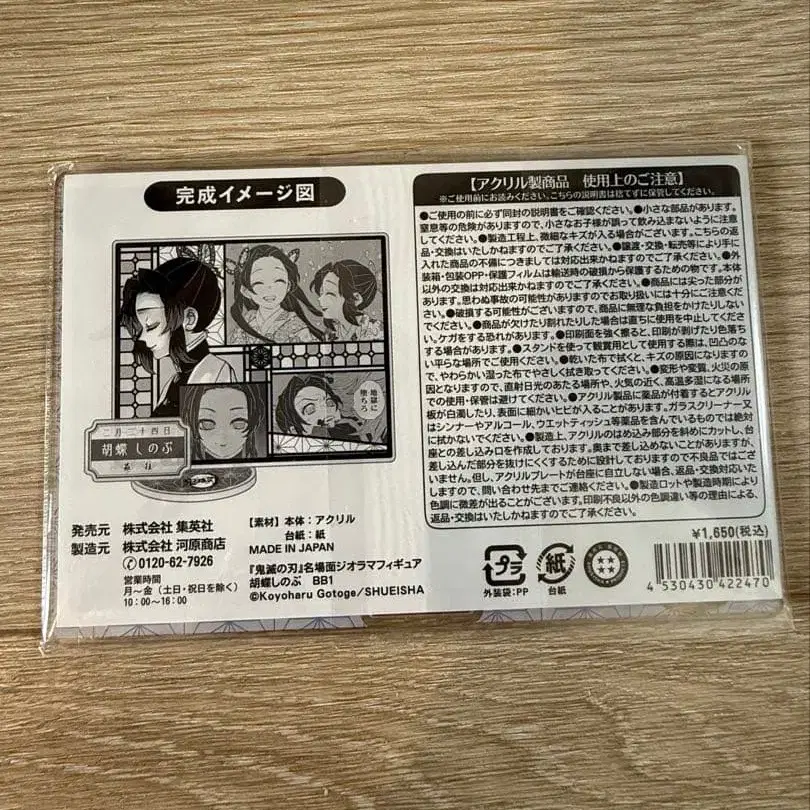 完成イメージ図
地獄に
堕ちろ
二月二十四日
胡蝶 しのぶ
発売元 株式会社 集英社
製造元 株式会社 河原商店
0120-62-7926
営業時間
月〜金（土日・祝日を除く）
10：00〜16：00
【素材】本体：アクリル
台紙：紙
MADE IN JAPAN
『鬼滅の刃』名場面ジオラマフィギュア
胡蝶しのぶ BB1
©Koyoharu Gotoge/SHUEISHA
【アクリル製商品 使用上のご注意】
※ご使用前にお読みください。こちらの説明書は捨てずに保管してください。
●ご使用の前に必ず同封の説明書をご確認ください。●小さな部品があります。
窒息等の危険がありますので、小さなお子様が誤って飲み込まないように注意
してください。●製造工程上、微細なキズが入る場合がございます。こちらの返
品・交換はいたしかねますのでご了承ください。●譲渡・交換・転売等により手に
入れた商品の不備につきましては対応出来かねますのでご了承ください。●外
装箱・包装OPP・保護フィルムは輸送時の破損から保護するための物です。本体
以外の交換は対応出来かねますのでご了承ください。●商品には尖った部分が
あります。思わぬ事故の可能性がありますのでお取り扱いには十分にご注意くだ
さい。●破損する可能性がございますので、商品に無理な負担をかけたりしない
でください。●商品が欠けたり割れたりした場合は直ちに使用を中止してくださ
い。ケガをする恐れがあります。●印刷面を強く擦ると、印刷が剥げたり色落ち
する場合があります。●スタンドを使って観賞用として使用する際は、凹凸のな
い平らな場所でご使用ください。●乾いた布で拭くと、キズの原因になりますの
で、やわらかい湿った布でやさしく拭き取ってください。●変形や変質、火災の原
因となりますので、直射日光のあたる場所や、火気の近く、高温多湿になる場所
での使用・保管は避けてください。●アクリル製品に薬品が付着するとアクリル
板が白濁したり、表面に細かいヒビが入ることがあります。ガラスクリーナー又
はシンナーやアルコール、ウエットティッシュ等薬品を含んでいるものでは絶対
に拭かないでください。●製造上、アクリルのはめ込み部分を斜めにカットし、台
座との差し込み口を作成しております。奥まで差し込めないことがありますが、
差し込んだ部分を抜けにくくするために設計しておりますので不良品ではござ
いません。但し、アクリルプレートが台座に自立しない場合、返品・交換対応いた
しますので、問い合わせ先までご連絡ください。●製造ロットや製造時期により
色調に微差が出ることがございます。印刷不良以外の色調違い等の理由による、
返品・交換はいたしかねますのでご了承ください。
¥1,650(税込)
プラ
外装袋：PP
紙
台紙
4 530430 422470